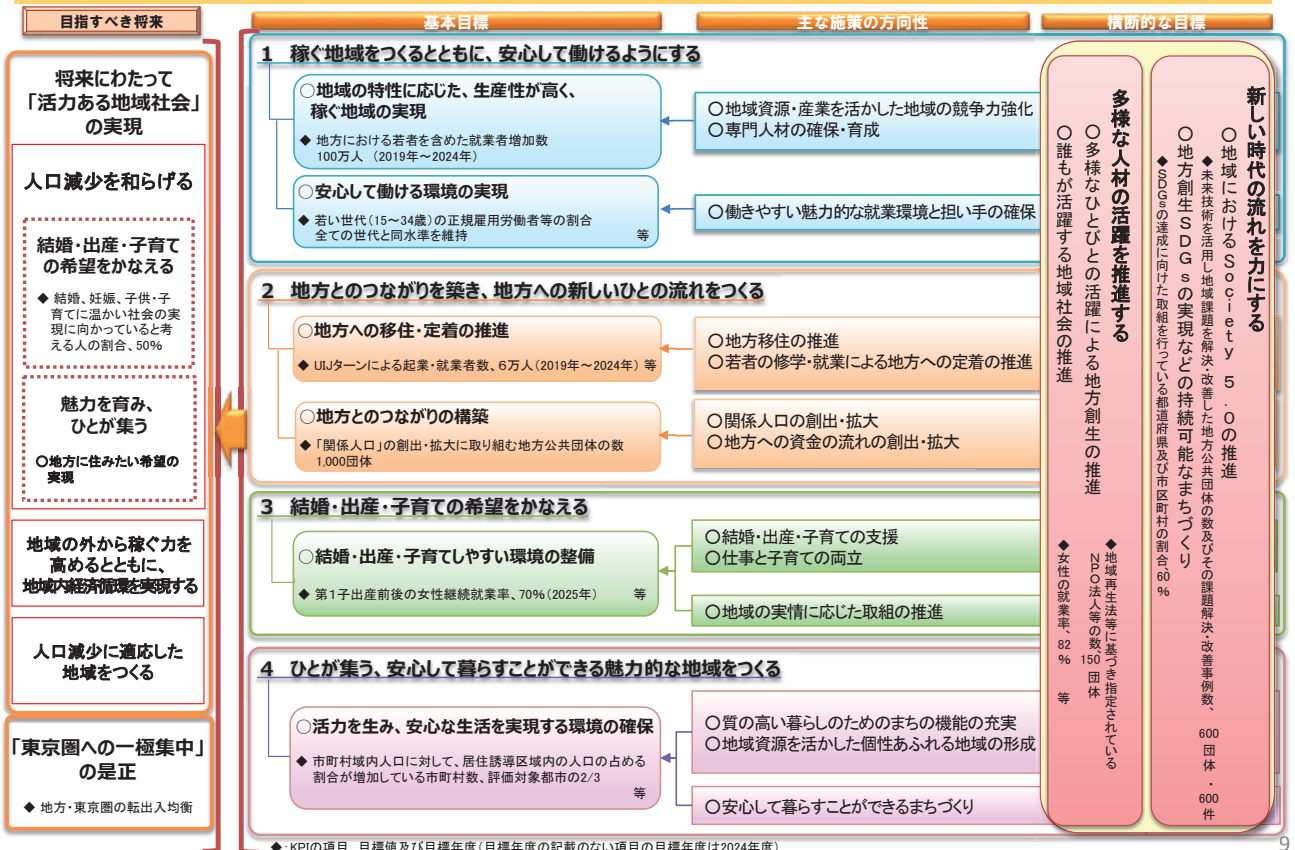 目指すべき将来
基本目標
主な施策の方向性
横断的な目標
将来にわたって
「活力ある地域社会」
の実現
人口減少を和らげる
結婚・出産・子育て
の希望をかなえる
◆ 結婚、妊娠、子供・子
育てに温かい社会の実
現に向かっていると考
える人の割合、50%
魅力を育み、
ひとが集う
○地方に住みたい希望の
実現
地域の外から稼ぐ力を
高めるとともに、
地域内経済循環を実現する
人口減少に適応した
地域をつくる
「東京圏への一極集中」
の是正
◆ 地方・東京圏の転出入均衡
1 稼ぐ地域をつくるとともに、安心して働けるようにする
○地域の特性に応じた、生産性が高く、
稼ぐ地域の実現
◆ 地方における若者を含めた就業者増加数
100万人 （2019年～2024年）
○地域資源・産業を活かした地域の競争力強化
○専門人材の確保・育成
○安心して働ける環境の実現
◆ 若い世代（15～34歳）の正規雇用労働者等の割合
全ての世代と同水準を維持 等
○働きやすい魅力的な就業環境と担い手の確保
2 地方とのつながりを築き、地方への新しいひとの流れをつくる
○地方への移住・定着の推進
◆ UIJターンによる起業・就業者数、6万人（2019年～2024年） 等
○地方移住の推進
○若者の修学・就業による地方への定着の推進
○地方とのつながりの構築
◆ 「関係人口」の創出・拡大に取り組む地方公共団体の数
1,000団体
○関係人口の創出・拡大
○地方への資金の流れの創出・拡大
3 結婚・出産・子育ての希望をかなえる
○結婚・出産・子育てしやすい環境の整備
◆ 第1子出産前後の女性継続就業率、70%（2025年） 等
○結婚・出産・子育ての支援
○仕事と子育ての両立
○地域の実情に応じた取組の推進
4 ひとが集う、安心して暮らすことができる魅力的な地域をつくる
○活力を生み、安心な生活を実現する環境の確保
◆ 市町村域内人口に対して、居住誘導区域内の人口の占める
割合が増加している市町村数、評価対象都市の2/3
等
○質の高い暮らしのためのまちの機能の充実
○地域資源を活かした個性あふれる地域の形成
○安心して暮らすことができるまちづくり
多様な人材の活躍を推進する
○多様なひとびとの活躍による地方創生の推進
◆地域再生法等に基づき指定されている
NPO法人等の数、150団体
○誰もが活躍する地域社会の推進
◆女性の就業率、82% 等
新しい時代の流れを力にする
○地域におけるSociety 5.0の推進
◆未来技術を活用し地域課題を解決・改善した地方公共団体の数及びその課題解決・改善事例数、600団体・600件
○地方創生SDGsの実現などの持続可能なまちづくり
◆SDGsの達成に向けた取組を行っている都道府県及び市区町村の割合、60%
◆：KPIの項目、目標値及び目標年度（目標年度の記載のない項目の目標年度は2024年度）
9